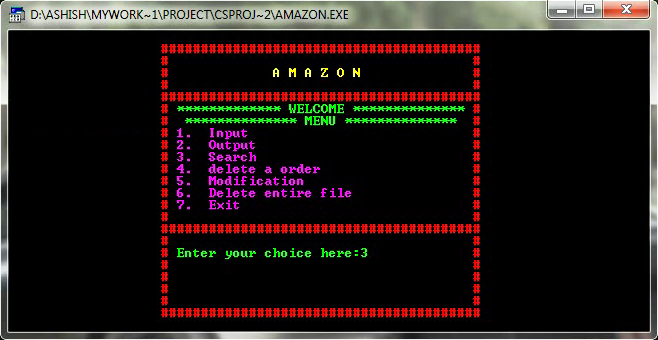 D:\ASHISH\MYWORK~1\PROJECT\CSPROJ~2\AMAZON.EXE
########################################
# #
# A M A Z O N #
# #
########################################
# ************* WELCOME ************** #
# ************** MENU ************** #
# 1. Input #
# 2. Output #
# 3. Search #
# 4. delete a order #
# 5. Modification #
# 6. Delete entire file #
# 7. Exit #
# #
########################################
# #
# Enter your choice here:3 #
# #
# #
# #
# #
########################################